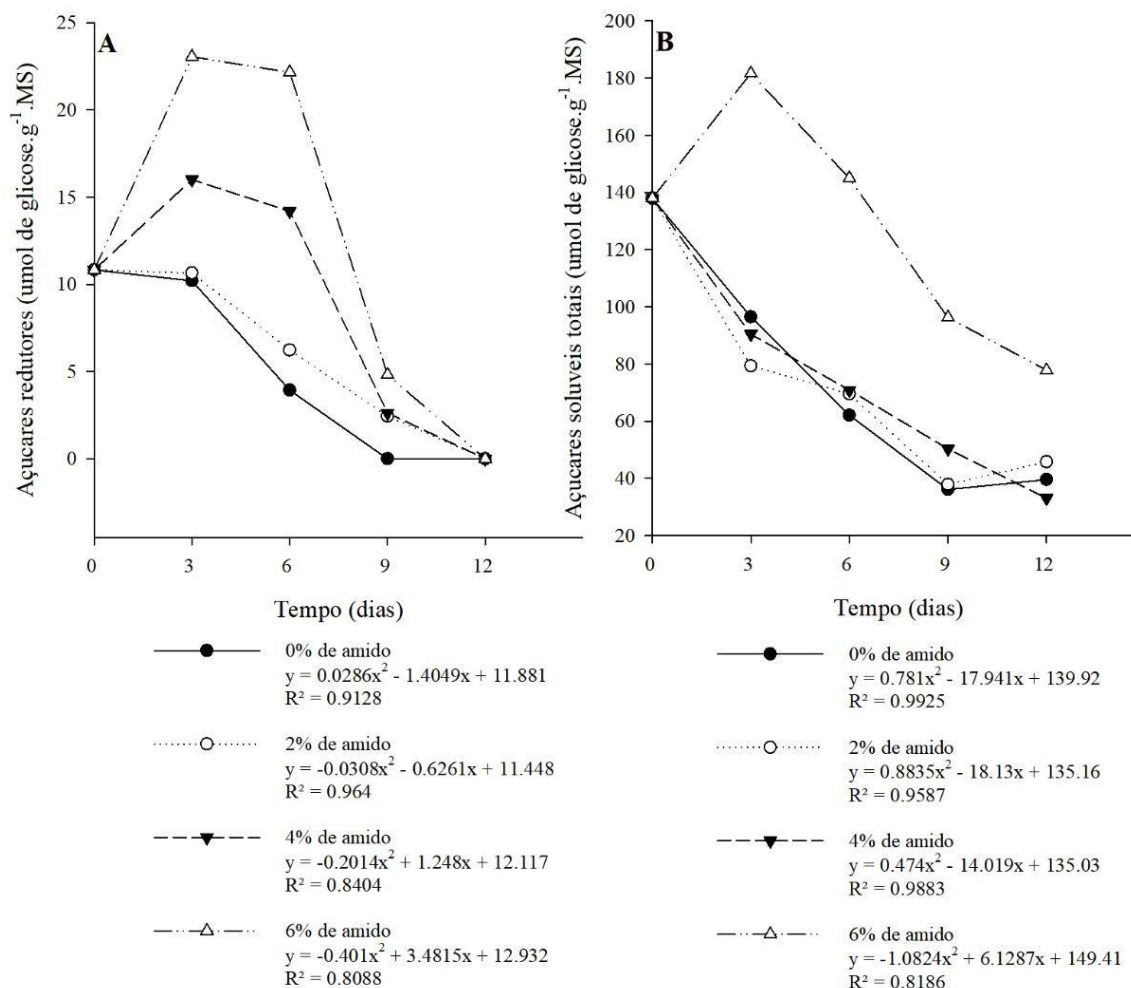 A
Açucares redutores (umol de glicose.g⁻¹.MS)
25
20
15
10
5
0
0 3 6 9 12
Tempo (dias)
0% de amido
y = 0.0286x² - 1.4049x + 11.881
R² = 0.9128
2% de amido
y = -0.0308x² - 0.6261x + 11.448
R² = 0.964
4% de amido
y = -0.2014x² + 1.248x + 12.117
R² = 0.8404
6% de amido
y = -0.401x² + 3.4815x + 12.932
R² = 0.8088
B
Açucares soluveis totais (umol de glicose.g⁻¹.MS)
200
180
160
140
120
100
80
60
40
20
0 3 6 9 12
Tempo (dias)
0% de amido
y = 0.781x² - 17.941x + 139.92
R² = 0.9925
2% de amido
y = 0.8835x² - 18.13x + 135.16
R² = 0.9587
4% de amido
y = 0.474x² - 14.019x + 135.03
R² = 0.9883
6% de amido
y = -1.0824x² + 6.1287x + 149.41
R² = 0.8186